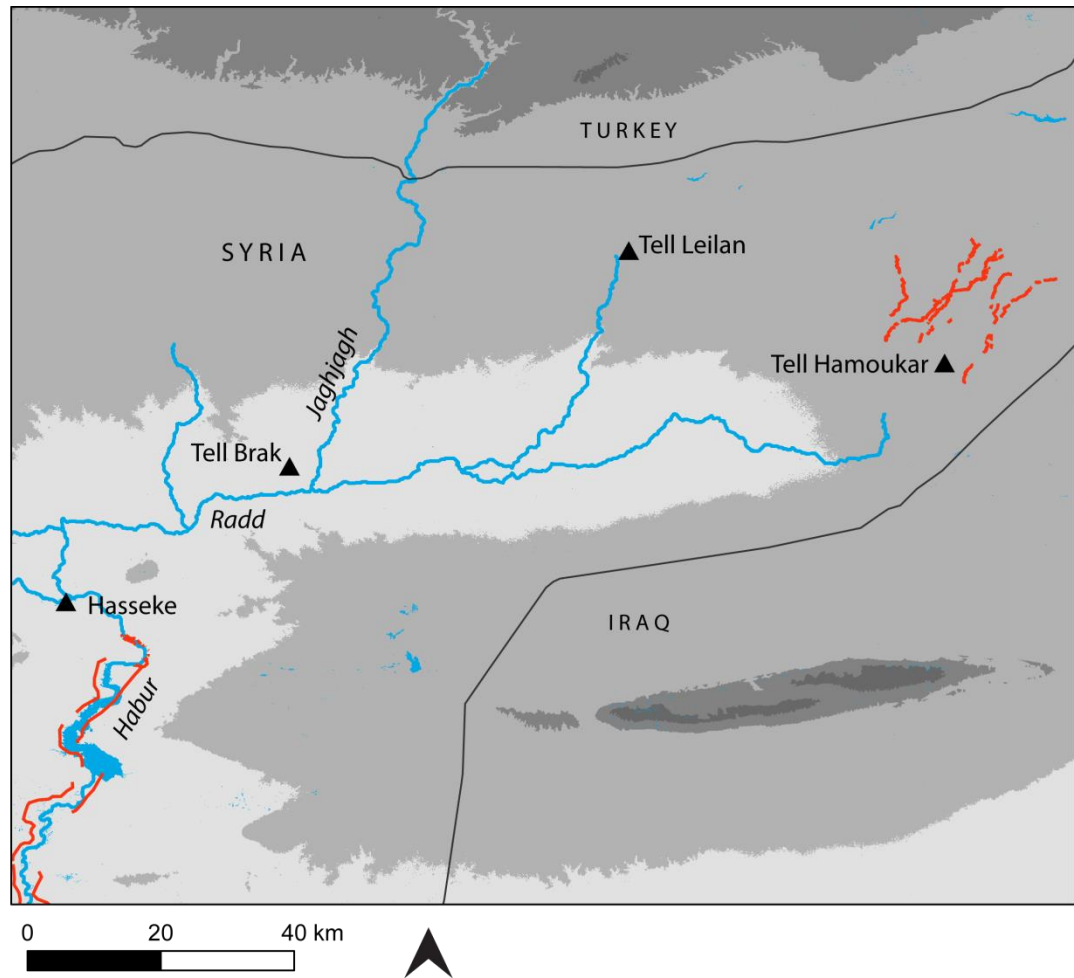 TURKEY
SYRIA
Tell Leilan
Jaghjagh
Tell Hamoukar
Tell Brak
Radd
Hasseke
IRAQ
Habur
0 20 40 km